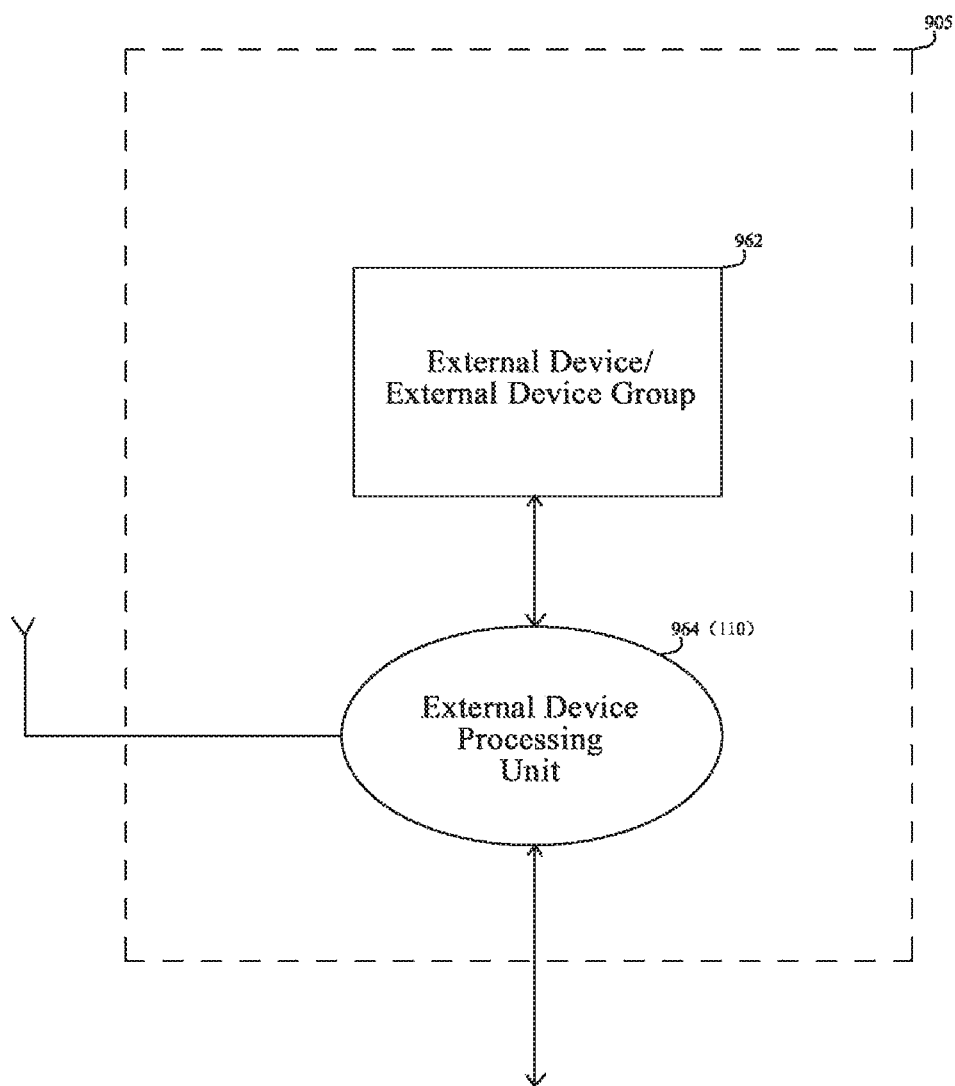 905
962
External Device/
External Device Group
964（110）
External Device
Processing
Unit